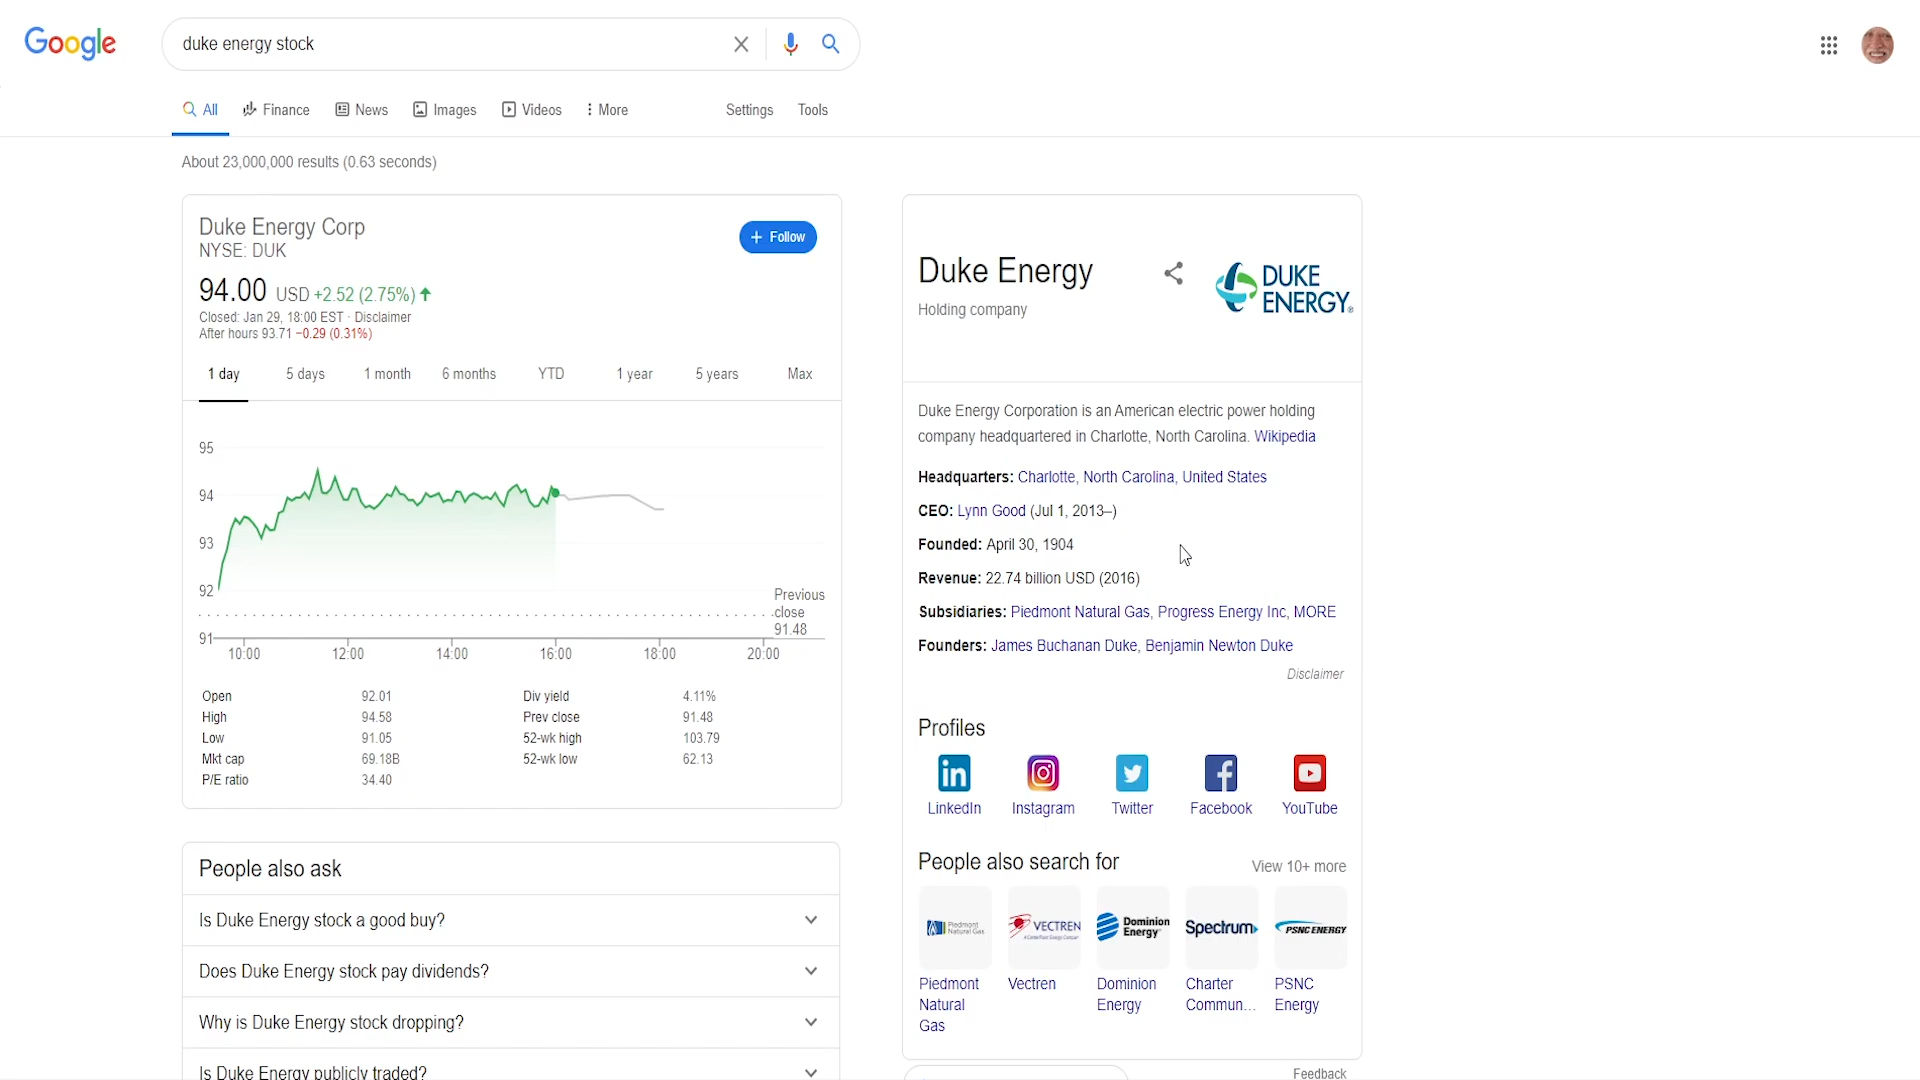 Google
duke energy stock
All Finance News Images Videos More Settings Tools
About 23,000,000 results (0.63 seconds)
Duke Energy Corp
NYSE: DUK
+ Follow
94.00 USD +2.52 (2.75%)
Closed: Jan 29, 18:00 EST · Disclaimer
After hours 93.71 −0.29 (0.31%)
1 day 5 days 1 month 6 months YTD 1 year 5 years Max
95
94
93
92
91
Previous
close
91.48
10:00 12:00 14:00 16:00 18:00 20:00
Open 92.01 Div yield 4.11%
High 94.58 Prev close 91.48
Low 91.05 52-wk high 103.79
Mkt cap 69.18B 52-wk low 62.13
P/E ratio 34.40
People also ask
Is Duke Energy stock a good buy?
Does Duke Energy stock pay dividends?
Why is Duke Energy stock dropping?
Is Duke Energy publicly traded?
Duke Energy
Holding company
DUKE
ENERGY®
Duke Energy Corporation is an American electric power holding
company headquartered in Charlotte, North Carolina. Wikipedia
Headquarters: Charlotte, North Carolina, United States
CEO: Lynn Good (Jul 1, 2013–)
Founded: April 30, 1904
Revenue: 22.74 billion USD (2016)
Subsidiaries: Piedmont Natural Gas, Progress Energy Inc, MORE
Founders: James Buchanan Duke, Benjamin Newton Duke
Disclaimer
Profiles
LinkedIn Instagram Twitter Facebook YouTube
People also search for
View 10+ more
Piedmont
Natural Gas
VECTREN
A CenterPoint Energy Company
Dominion
Energy
Spectrum
PSNC ENERGY
Piedmont
Natural
Gas
Vectren
Dominion
Energy
Charter
Commun...
PSNC
Energy
Feedback